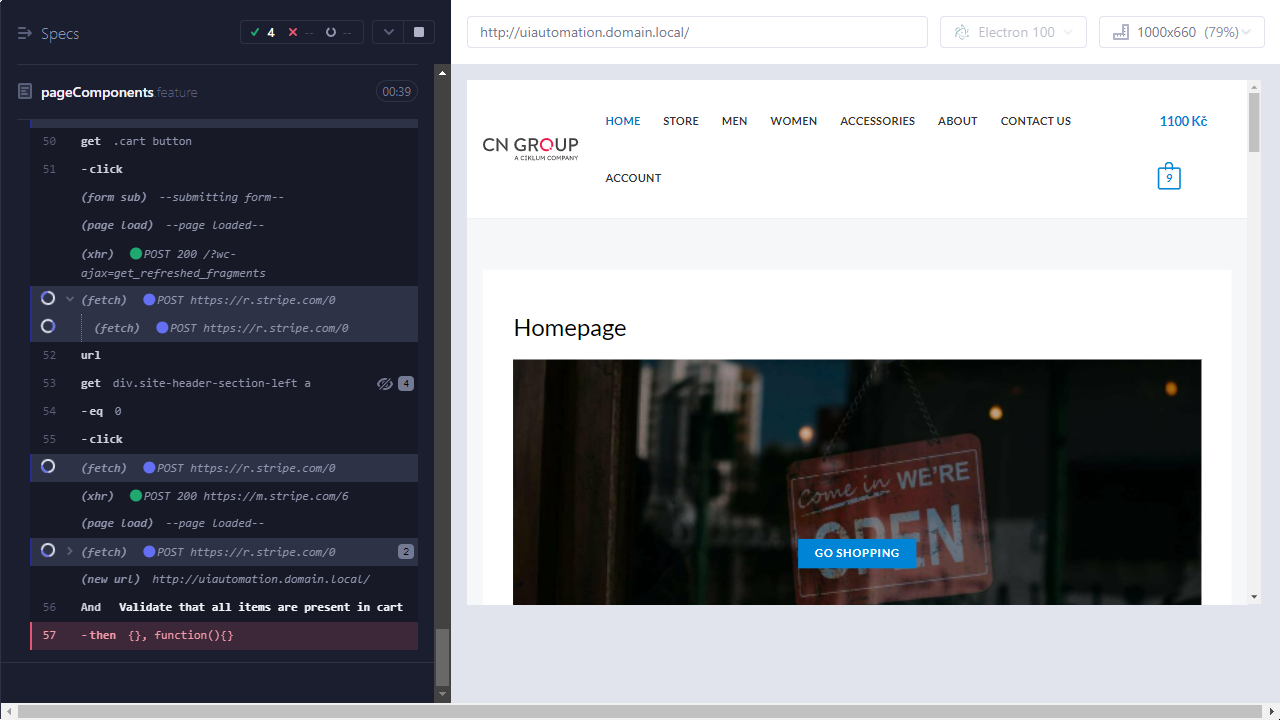 Specs
4
--
--
pageComponents.feature
00:39
50 get .cart button
51 -click
(form sub) --submitting form--
(page load) --page loaded--
(xhr) POST 200 /?wc-
ajax=get_refreshed_fragments
(fetch) POST https://r.stripe.com/0
(fetch) POST https://r.stripe.com/0
52 url
53 get div.site-header-section-left a 4
54 -eq 0
55 -click
(fetch) POST https://r.stripe.com/0
(xhr) POST 200 https://m.stripe.com/6
(page load) --page loaded--
(fetch) POST https://r.stripe.com/0 2
(new url) http://uiautomation.domain.local/
56 And Validate that all items are present in cart
57 -then {}, function(){}
http://uiautomation.domain.local/
Electron 100
1000x660 (79%)
CN GROUP
A CIKLUM COMPANY
HOME STORE MEN WOMEN ACCESSORIES ABOUT CONTACT US
ACCOUNT
1100 Kč
9
Homepage
Come in WE'RE
OPEN
GO SHOPPING